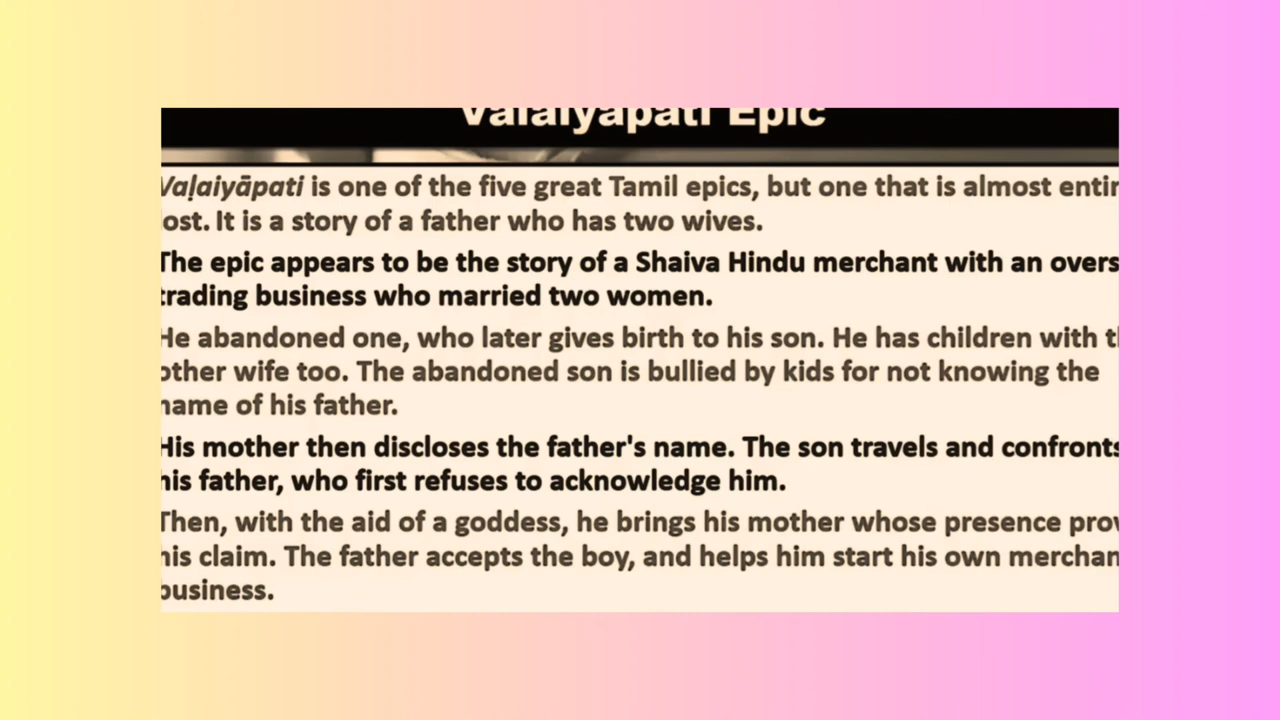 Valaiyapati Epic
Vaḷaiyāpati is one of the five great Tamil epics, but one that is almost
lost. It is a story of a father who has two wives.
The epic appears to be the story of a Shaiva Hindu merchant with an
trading business who married two women.
He abandoned one, who later gives birth to his son. He has children with
other wife too. The abandoned son is bullied by kids for not knowing the
name of his father.
His mother then discloses the father's name. The son travels and confronts
his father, who first refuses to acknowledge him.
Then, with the aid of a goddess, he brings his mother whose presence
his claim. The father accepts the boy, and helps him start his own
business.